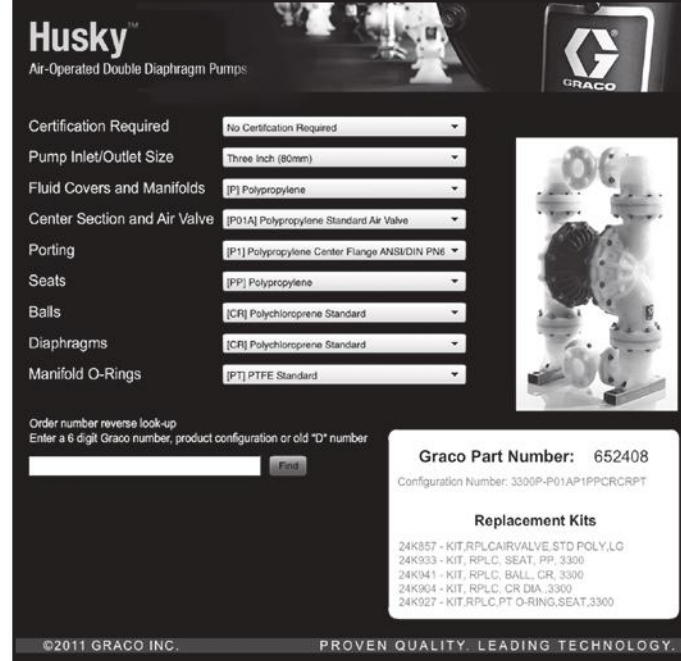 Husky™
Air-Operated Double Diaphragm Pumps
GRACO
Certification Required
No Certifcation Required
Pump Inlet/Outlet Size
Three Inch (80mm)
Fluid Covers and Manifolds
[P] Polypropylene
Center Section and Air Valve
[P01A] Polypropylene Standard Air Valve
Porting
[P1] Polypropylene Center Flange ANSI/DIN PN6
Seats
[PP] Polypropylene
Balls
[CR] Polychloroprene Standard
Diaphragms
[CR] Polychloroprene Standard
Manifold O-Rings
[PT] PTFE Standard
Order number reverse look-up
Enter a 6 digit Graco number, product configuration or old "D" number
Find
Graco Part Number: 652408
Configuration Number: 3300P-P01AP1PPCRCRPT
Replacement Kits
24K857 - KIT,RPLCAIRVALVE,STD POLY,LG
24K933 - KIT, RPLC, SEAT, PP, 3300
24K941 - KIT, RPLC, BALL, CR, 3300
24K904 - KIT, RPLC, CR DIA.,3300
24K927 - KIT,RPLC,PT O-RING,SEAT,3300
©2011 GRACO INC.
PROVEN QUALITY. LEADING TECHNOLOGY.